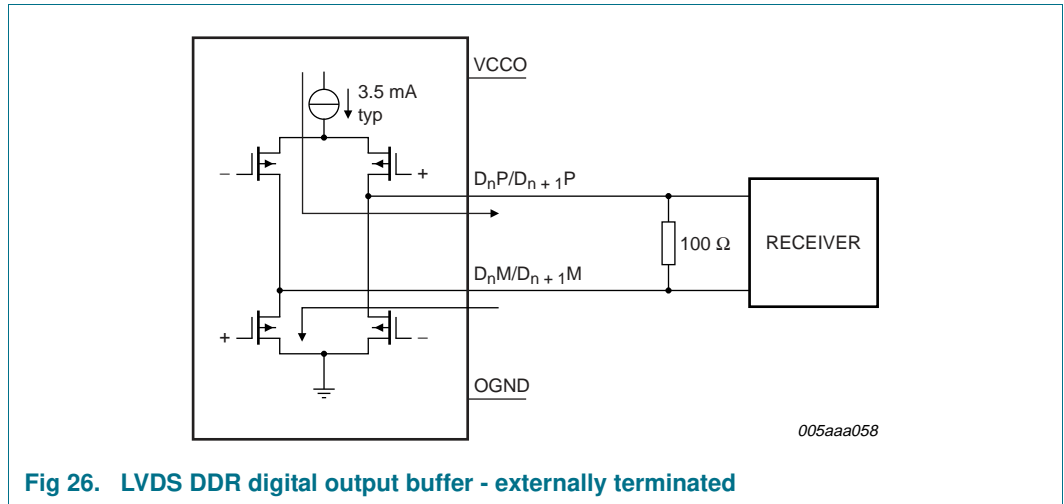 VCCO
3.5 mA
typ
− +
DnP/Dn + 1P
100 Ω
RECEIVER
DnM/Dn + 1M
+ −
OGND
005aaa058
Fig 26. LVDS DDR digital output buffer - externally terminated